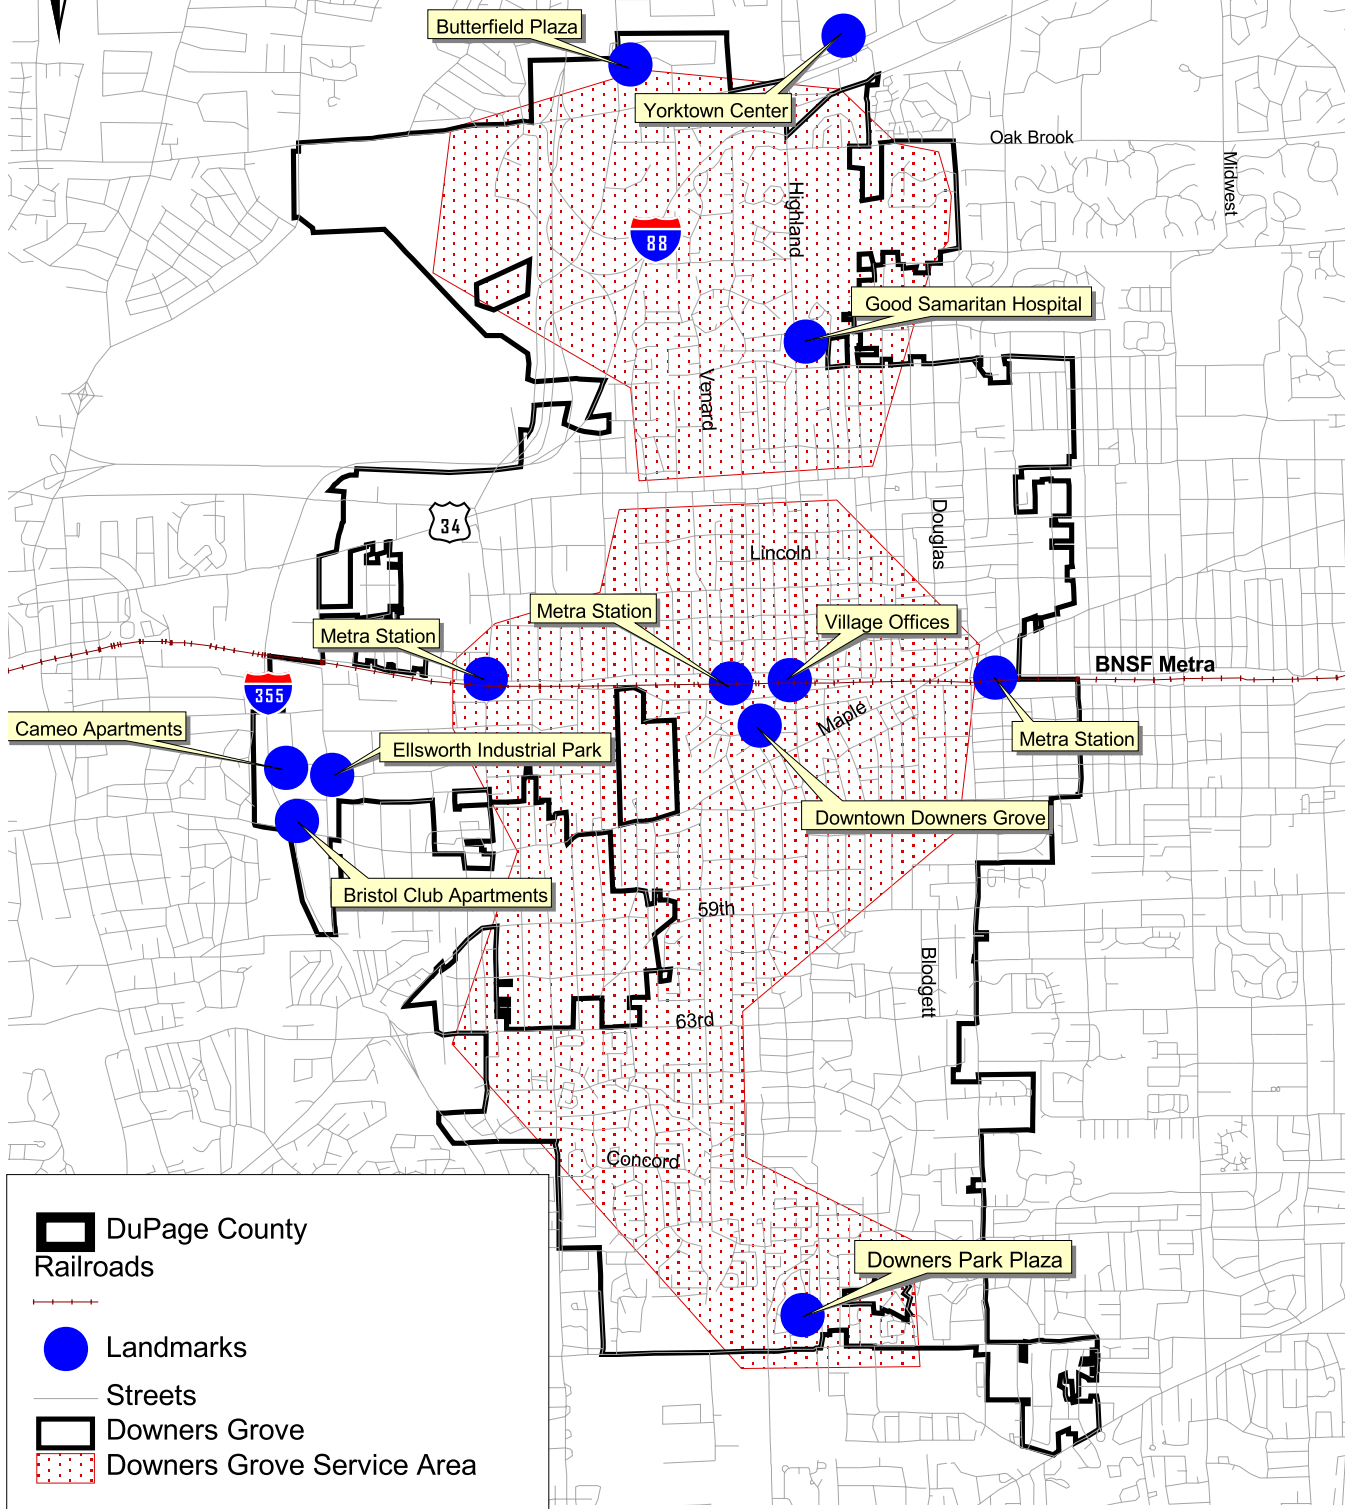 Butterfield Plaza
Yorktown Center
Oak Brook
Midwest
Highland
88
Good Samaritan Hospital
Venard
34
Douglas
Lincoln
Metra Station
Village Offices
Metra Station
BNSF Metra
355
Maple
Cameo Apartments
Ellsworth Industrial Park
Metra Station
Downtown Downers Grove
Bristol Club Apartments
59th
Blodgett
63rd
Concord
Downers Park Plaza
DuPage County
Railroads
Landmarks
Streets
Downers Grove
Downers Grove Service Area